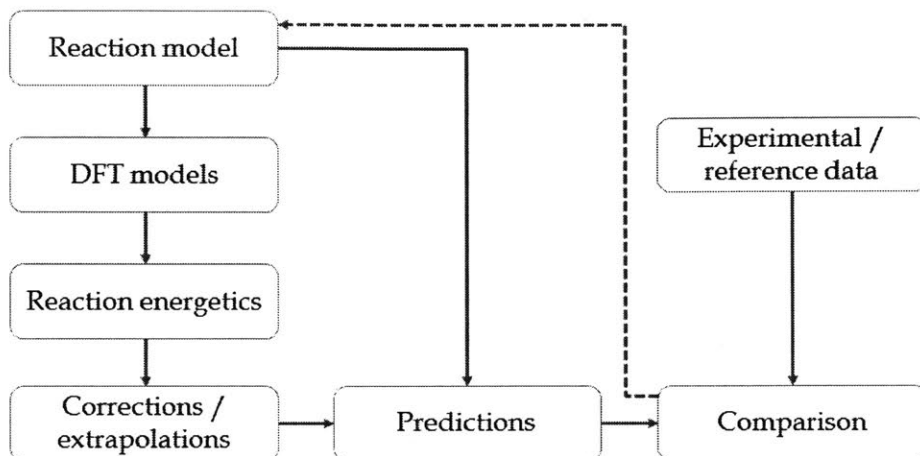 Reaction model
DFT models
Experimental /
reference data
Reaction energetics
Corrections /
extrapolations
Predictions
Comparison